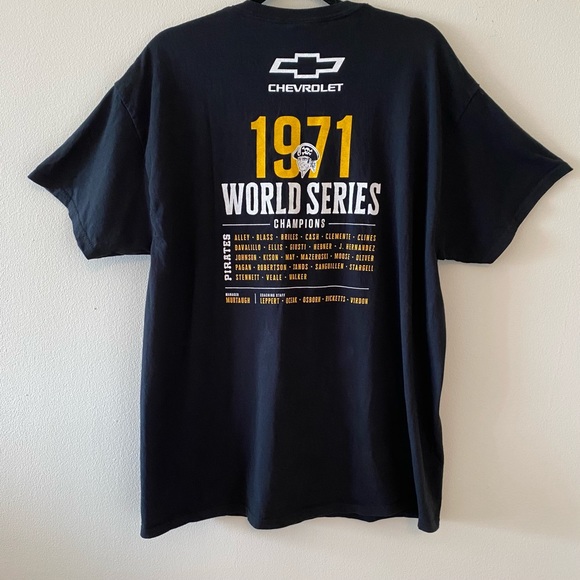 CHEVROLET
1971
WORLD SERIES
CHAMPIONS
PIRATES
ALLEY • BLASS • BRILES • CASH • CLEMENTE • CLINES
DAVALILLO • ELLIS • GIUSTI • HEBNER • J. HERNANDEZ
JOHNSON • KISON • MAY • MAZEROSKI • MOOSE • OLIVER
PAGAN • ROBERTSON • SANDS • SANGUILLEN • STARGELL
STENNETT • VEALE • WALKER
MANAGER
MURTAUGH
COACHING STAFF
LEPPERT • OCEAK • OSBORN • RICKETTS • VIRDON